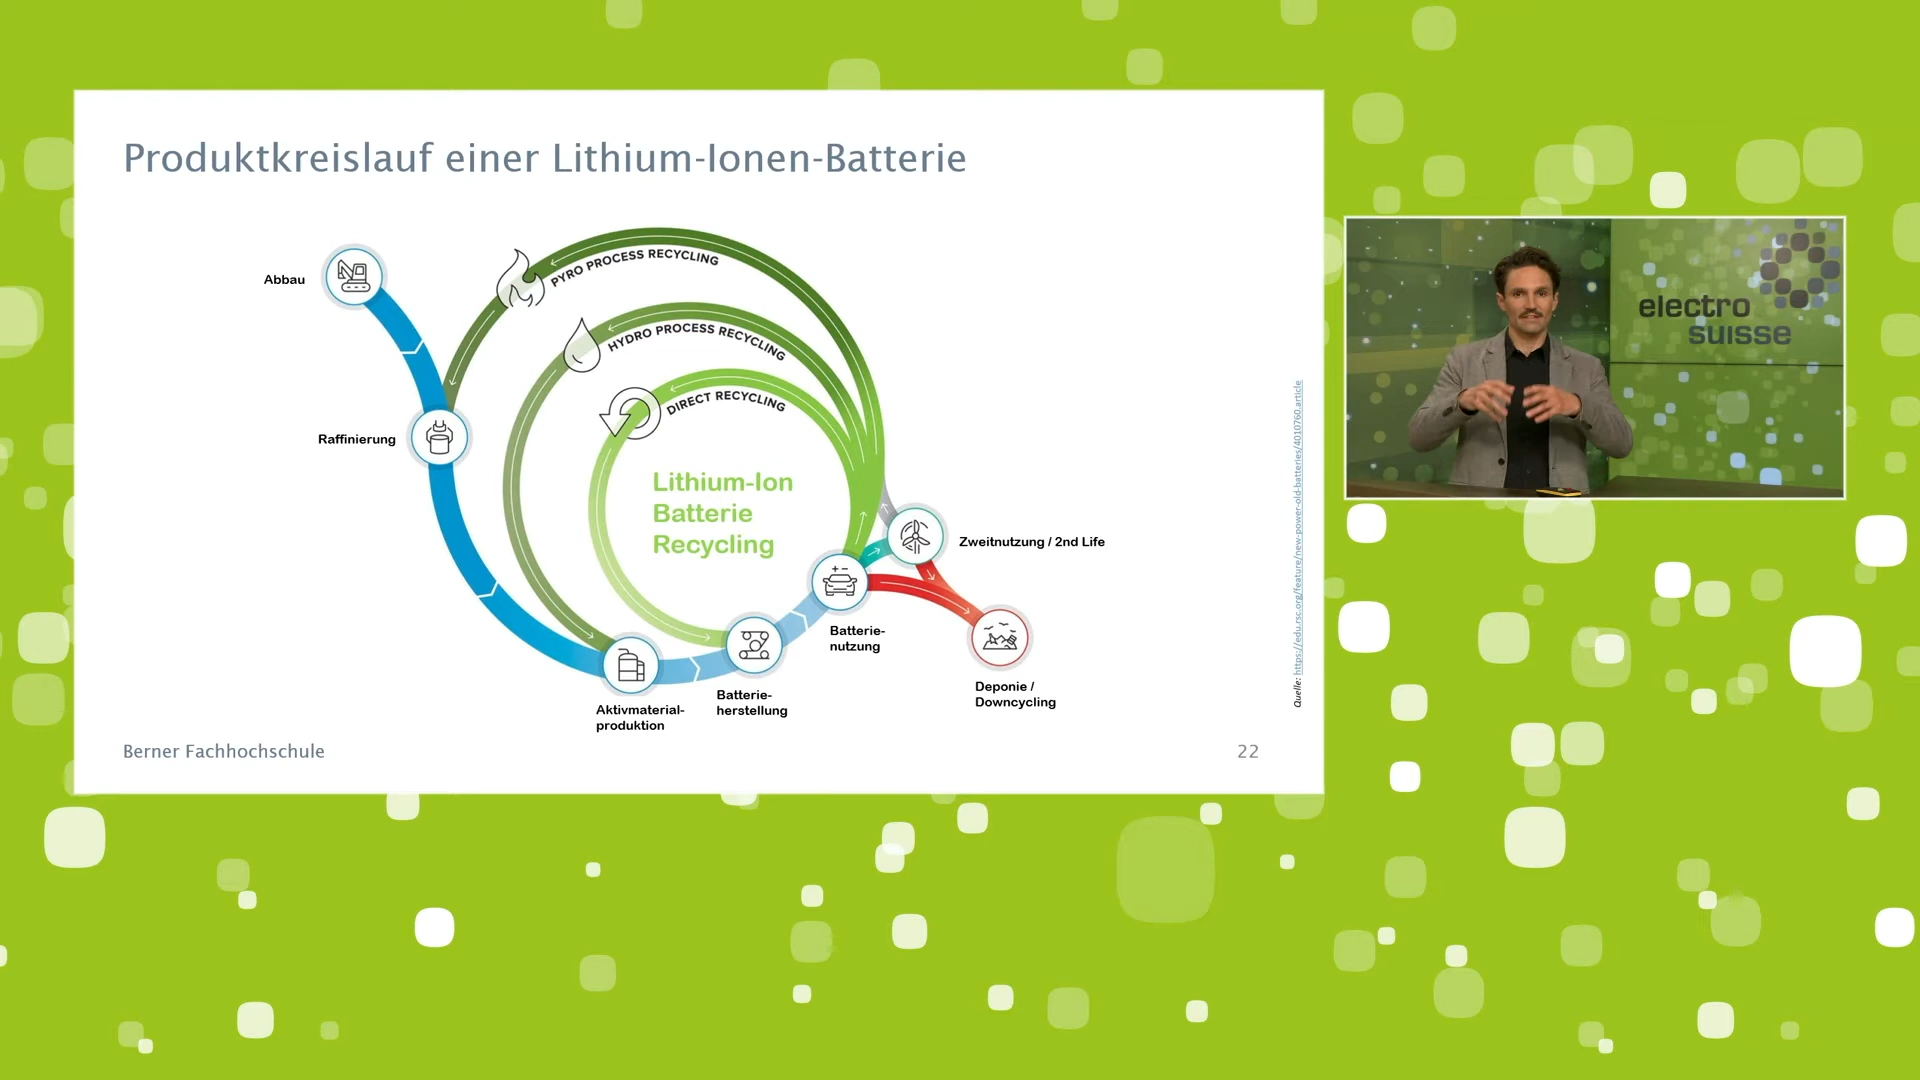 Produktkreislauf einer Lithium-Ionen-Batterie
Abbau
PYRO PROCESS RECYCLING
HYDRO PROCESS RECYCLING
DIRECT RECYCLING
Raffinierung
Lithium-Ion
Batterie
Recycling
Zweitnutzung / 2nd Life
Batterie-
nutzung
Deponie /
Downcycling
Batterie-
herstellung
Aktivmaterial-
produktion
Quelle: https://edu.rsc.org/feature/new-power-old-batteries/4010760.article
Berner Fachhochschule
22
electro
suisse